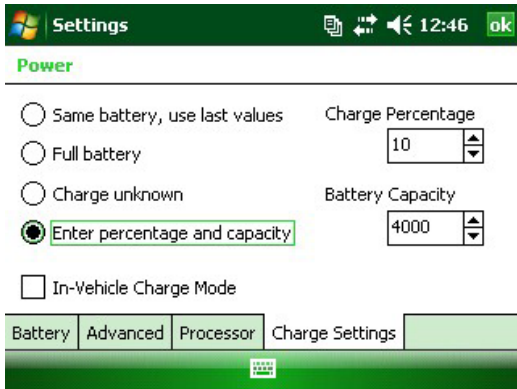 Settings 12:46 ok
Power
Same battery, use last values
Full battery
Charge unknown
Enter percentage and capacity
Charge Percentage
10
Battery Capacity
4000
In-Vehicle Charge Mode
Battery Advanced Processor Charge Settings